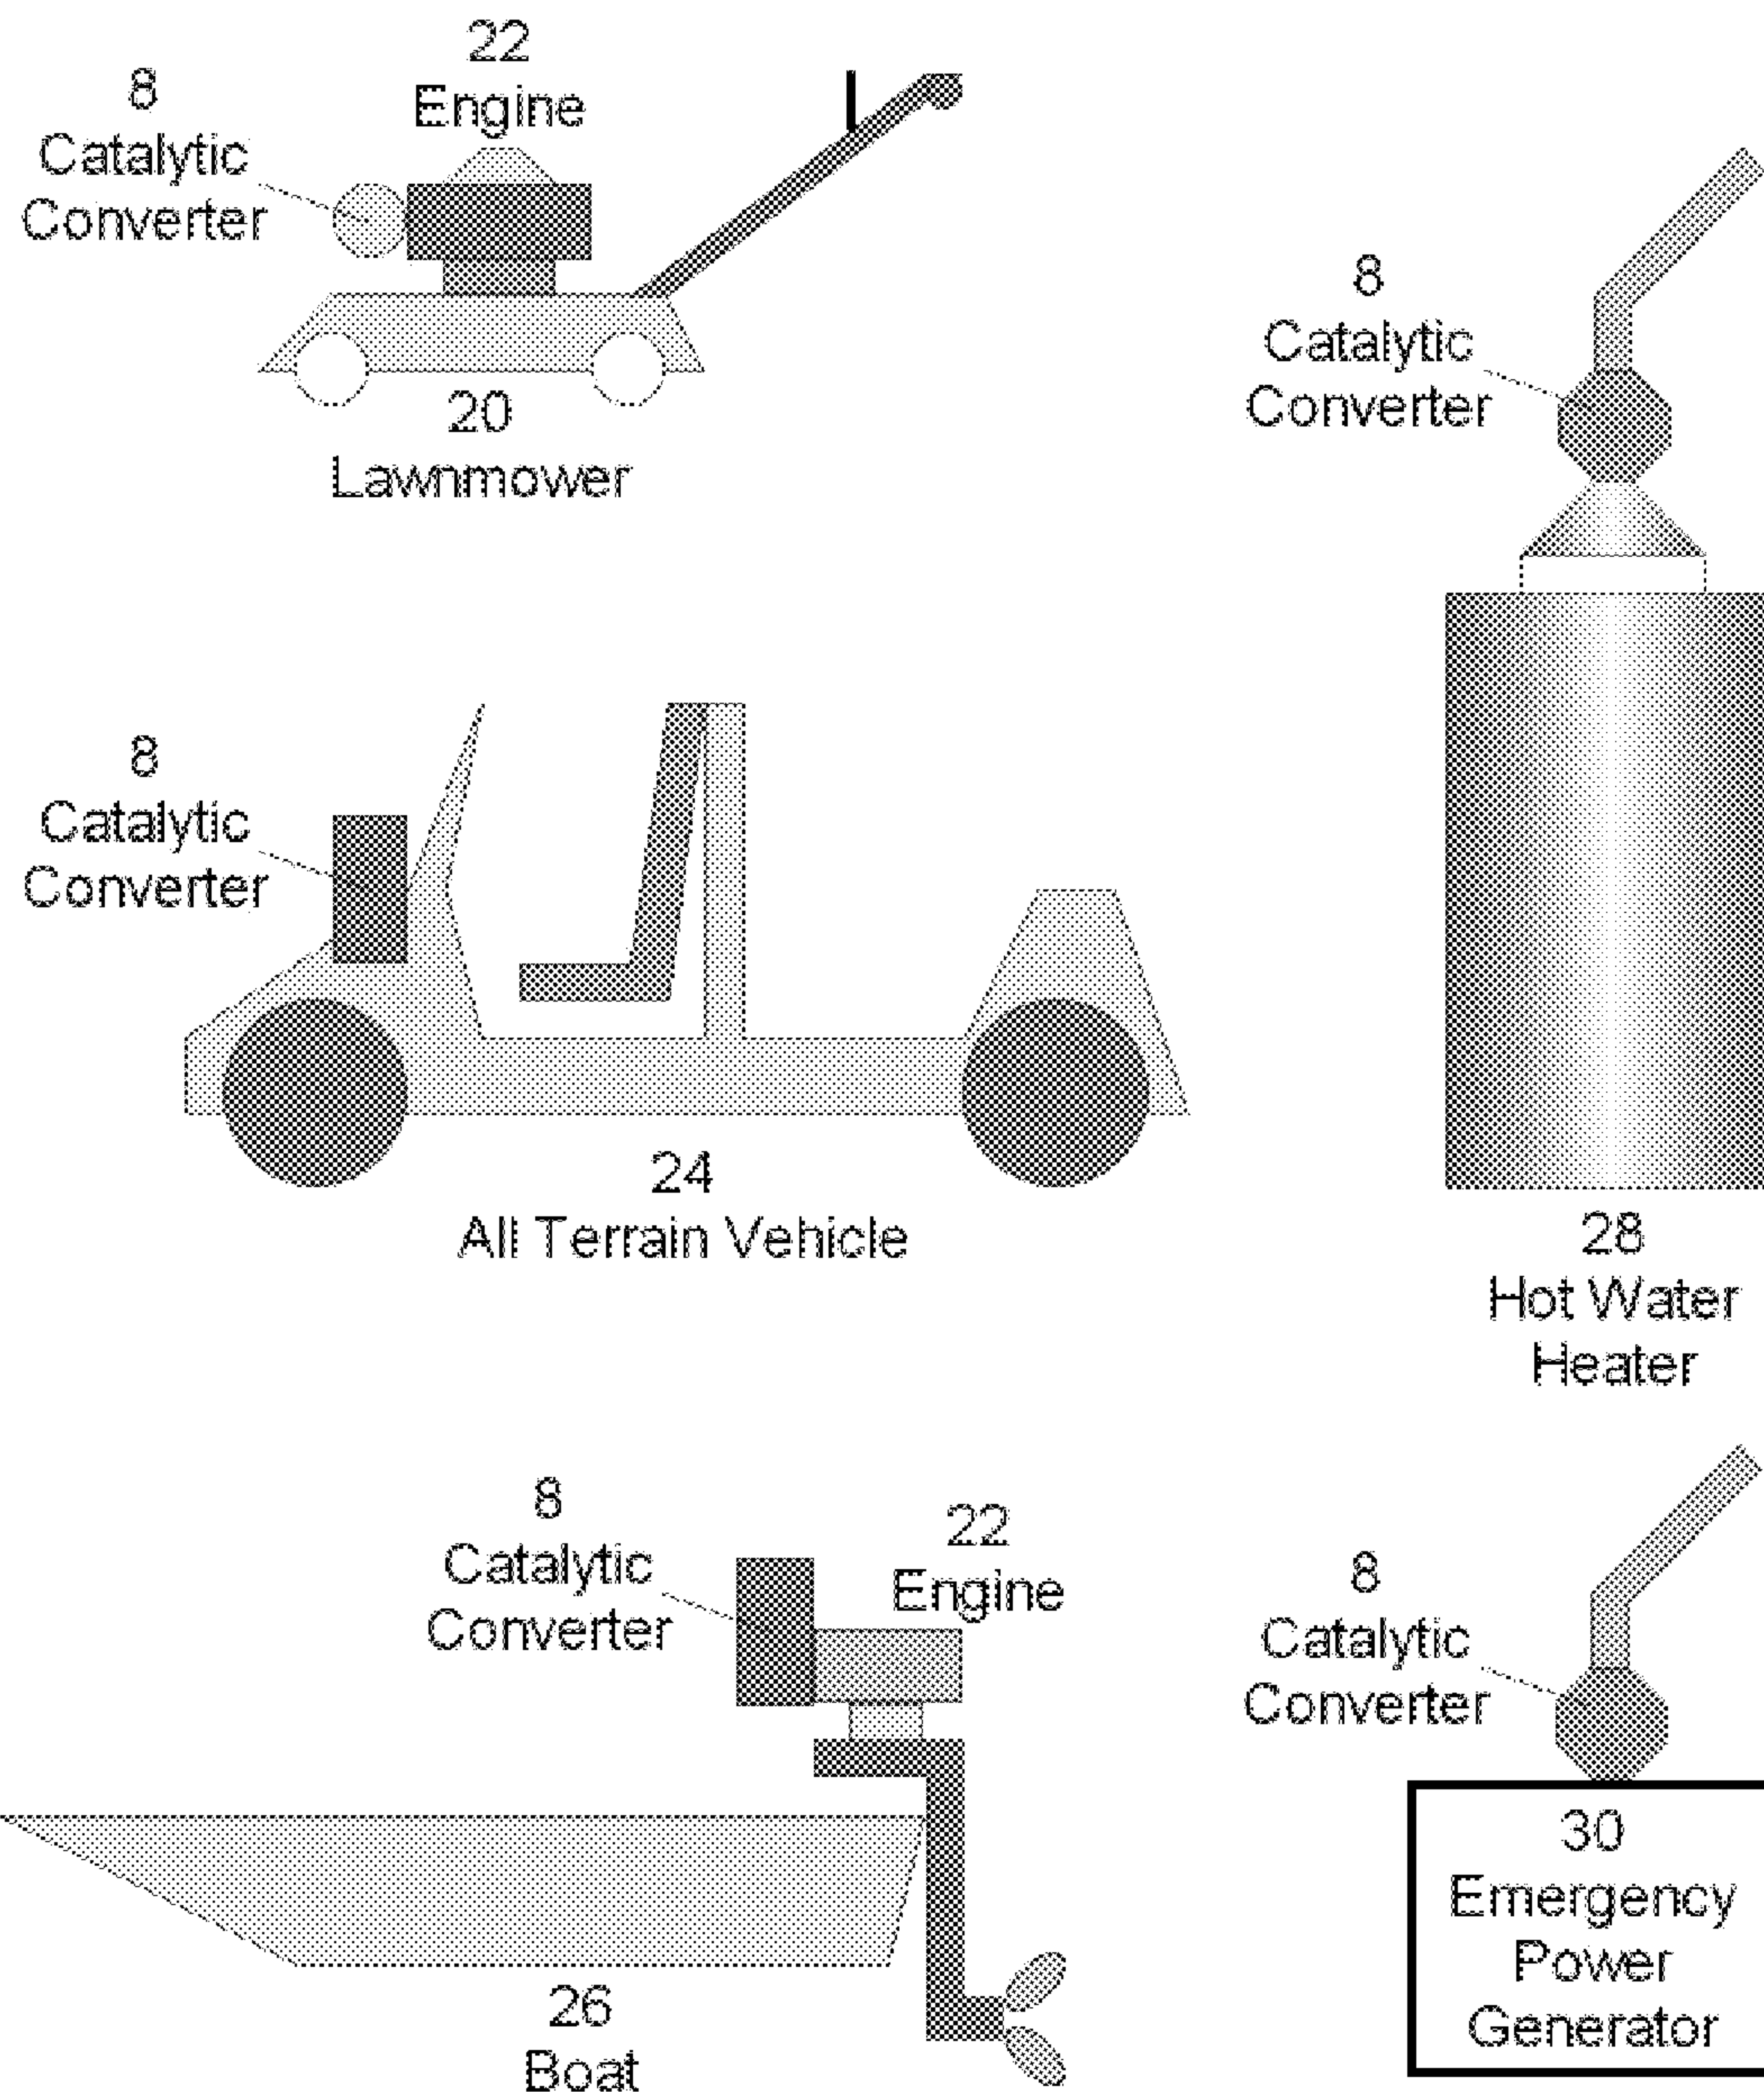 22
Engine
8
Catalytic
Converter
20
Lawnmower
8
Catalytic
Converter
8
Catalytic
Converter
24
All Terrain Vehicle
28
Hot Water
Heater
8
Catalytic
Converter
22
Engine
8
Catalytic
Converter
26
Boat
30
Emergency
Power
Generator